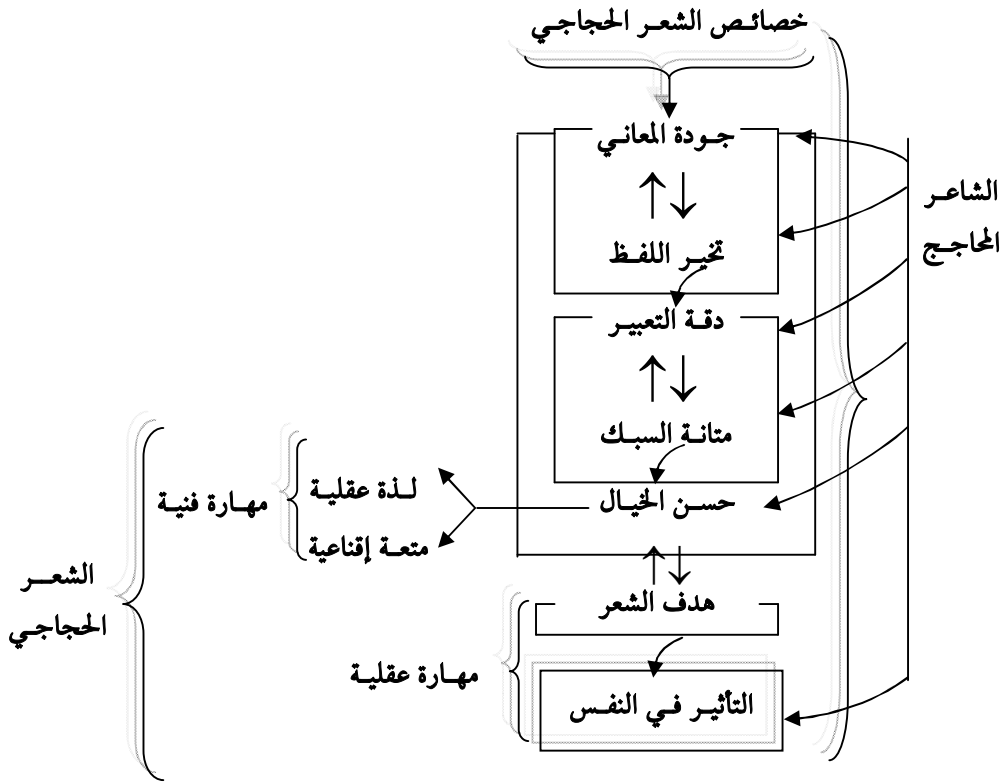 خصائص الشعر الحجاجي
جودة المعاني
الشاعر
المحاجج
تخير اللفظ
دقة التعبير
متانة السبك
حسن الخيال
لذة عقلية
متعة إقناعية
مهارة فنية
الشعر
الحجاجي
هدف الشعر
مهارة عقلية
التأثير في النفس